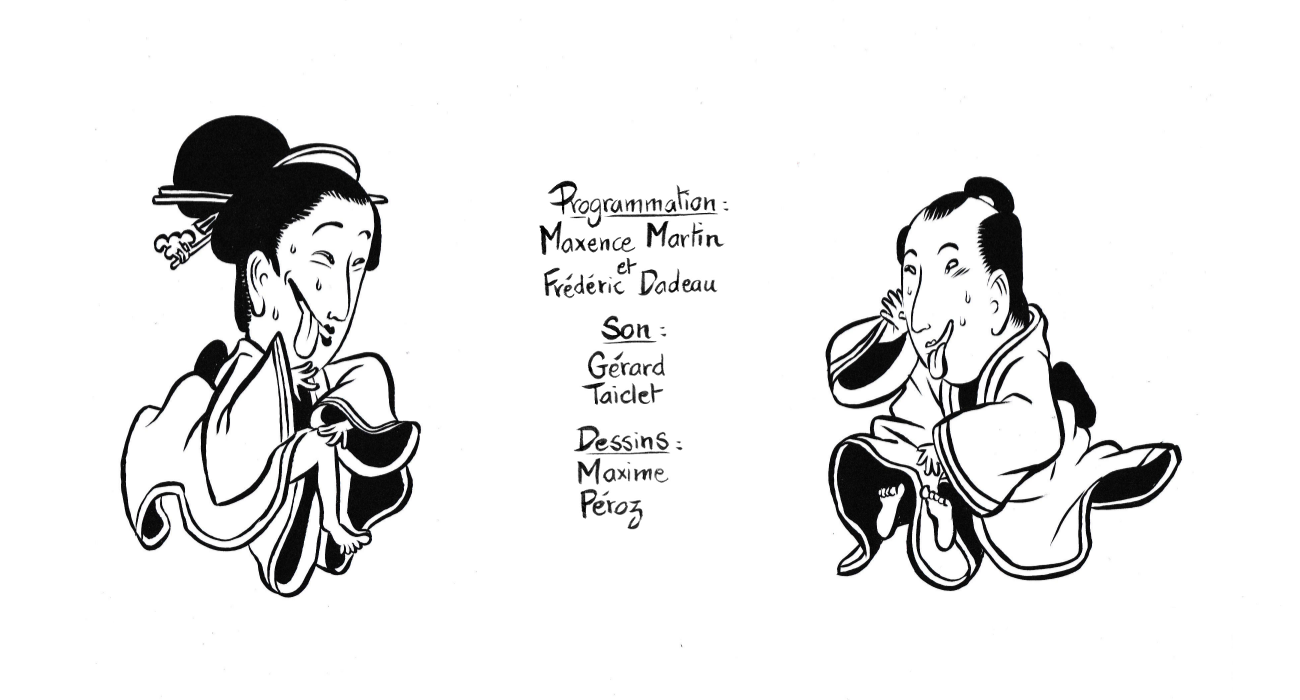 Programmation :
Maxence Martin
et
Frédéric Dadeau
Son :
Gérard
Taiclet
Dessins :
Maxime
Péroz